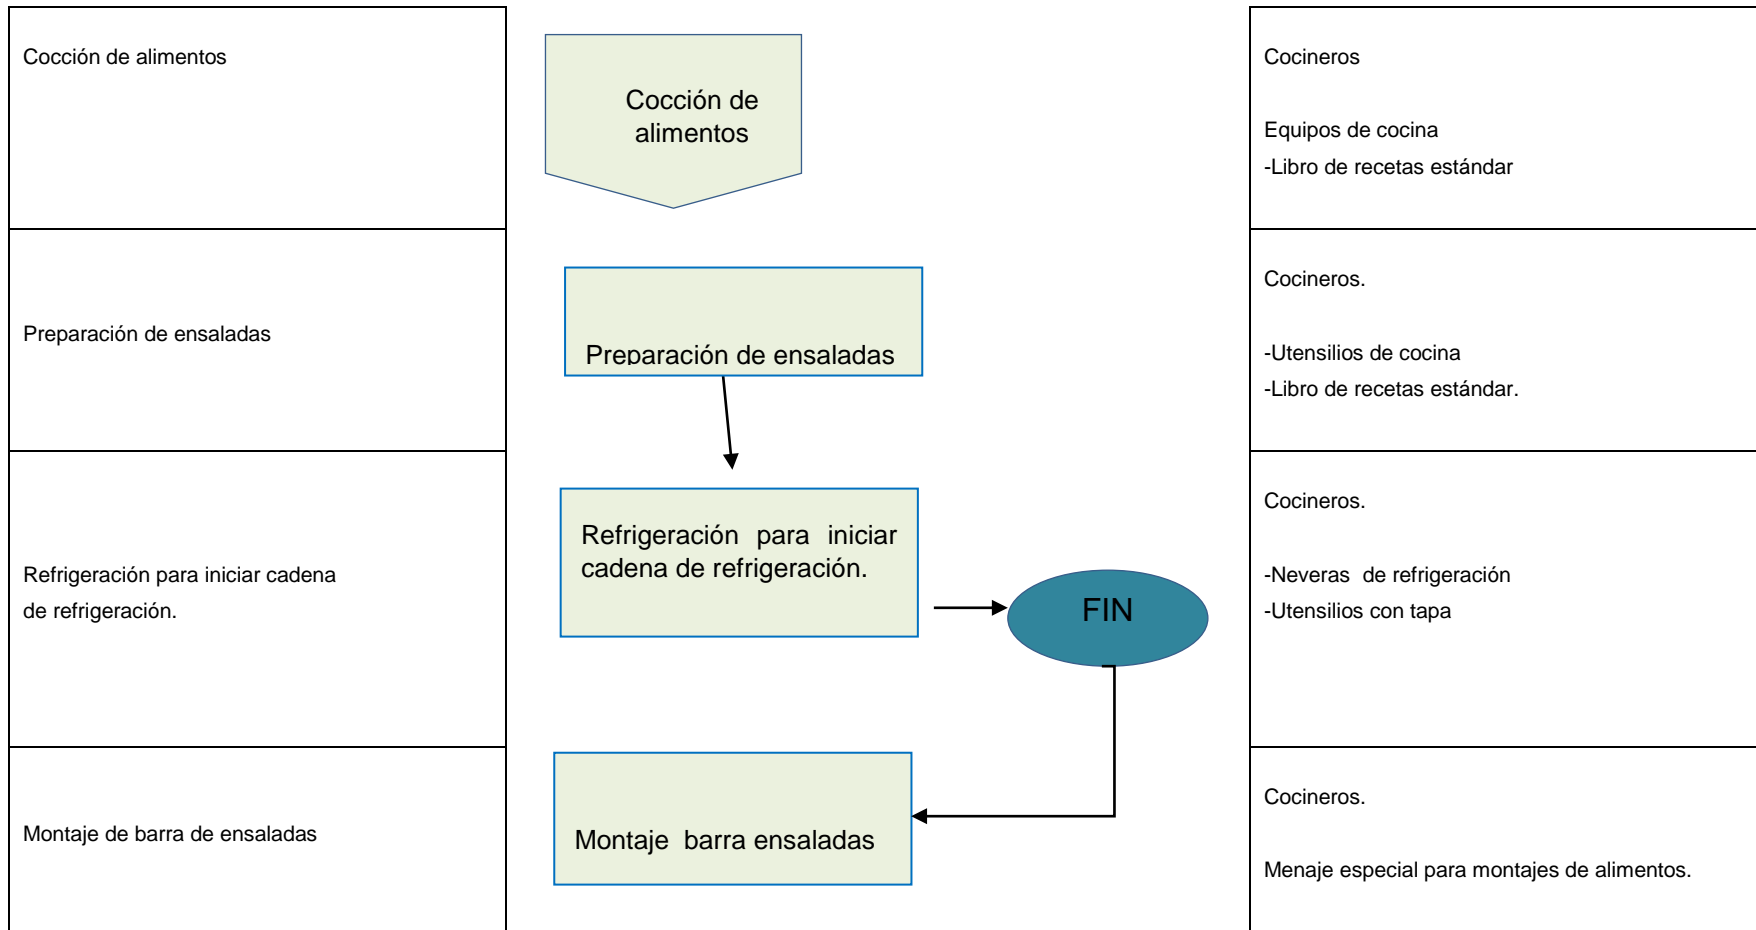 Cocción de alimentos
Cocción de
alimentos
Cocineros
Equipos de cocina
-Libro de recetas estándar
Preparación de ensaladas
Preparación de ensaladas
Cocineros.
-Utensilios de cocina
-Libro de recetas estándar.
Refrigeración para iniciar cadena
de refrigeración.
Refrigeración para iniciar
cadena de refrigeración.
FIN
Cocineros.
-Neveras de refrigeración
-Utensilios con tapa
Montaje de barra de ensaladas
Montaje barra ensaladas
Cocineros.
Menaje especial para montajes de alimentos.